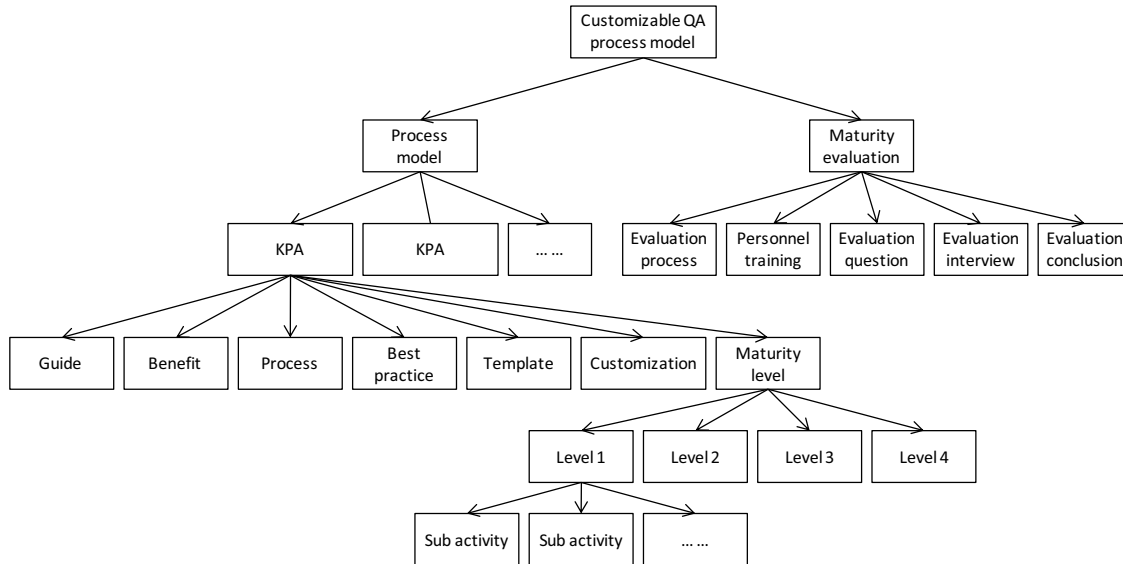 Customizable QA
process model
Process
model
Maturity
evaluation
KPA
KPA
... ...
Evaluation
process
Personnel
training
Evaluation
question
Evaluation
interview
Evaluation
conclusion
Guide
Benefit
Process
Best
practice
Template
Customization
Maturity
level
Level 1
Level 2
Level 3
Level 4
Sub activity
Sub activity
... ...